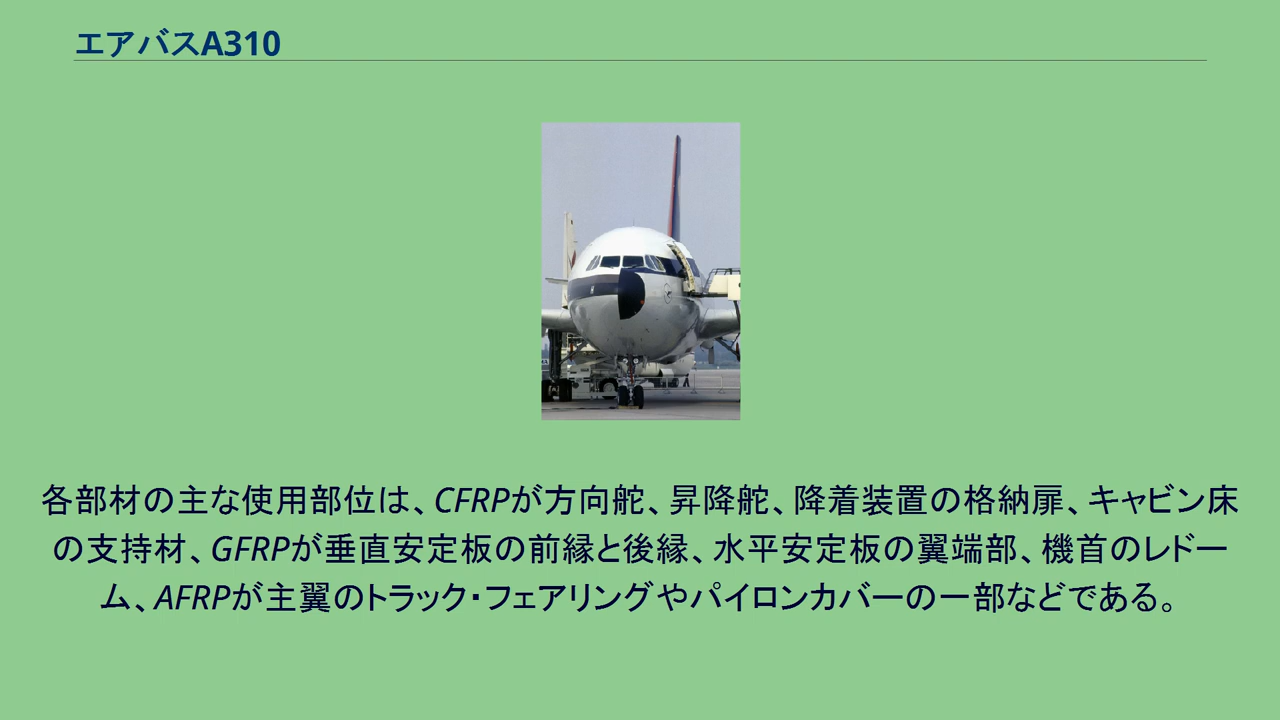 エアバスA310
各部材の主な使用部位は、CFRPが方向舵、昇降舵、降着装置の格納扉、キャビン床
の支持材、GFRPが垂直安定板の前縁と後縁、水平安定板の翼端部、機首のレドー
ム、AFRPが主翼のトラック・フェアリングやパイロンカバーの一部などである。